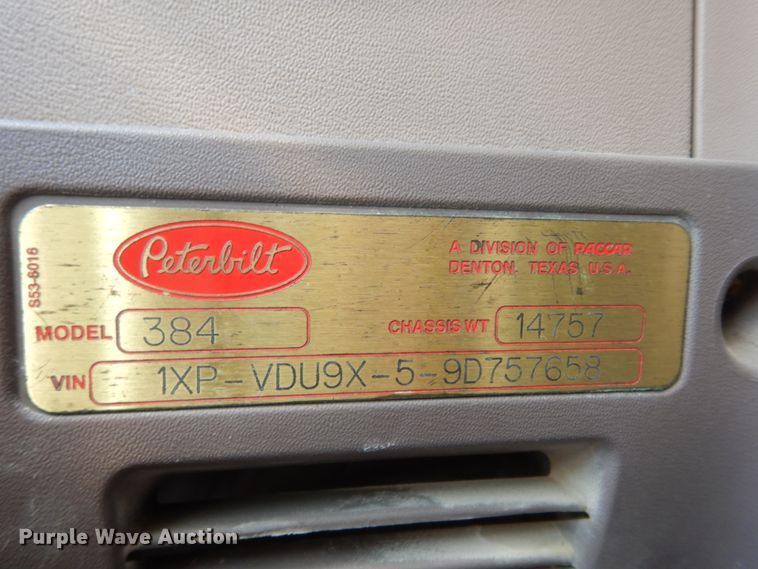 Peterbilt
A DIVISION OF PACCAR
DENTON, TEXAS U.S.A.
S53-6016
MODEL 384 CHASSIS WT 14757
VIN 1XP-VDU9X-5-9D757658
Purple Wave Auction